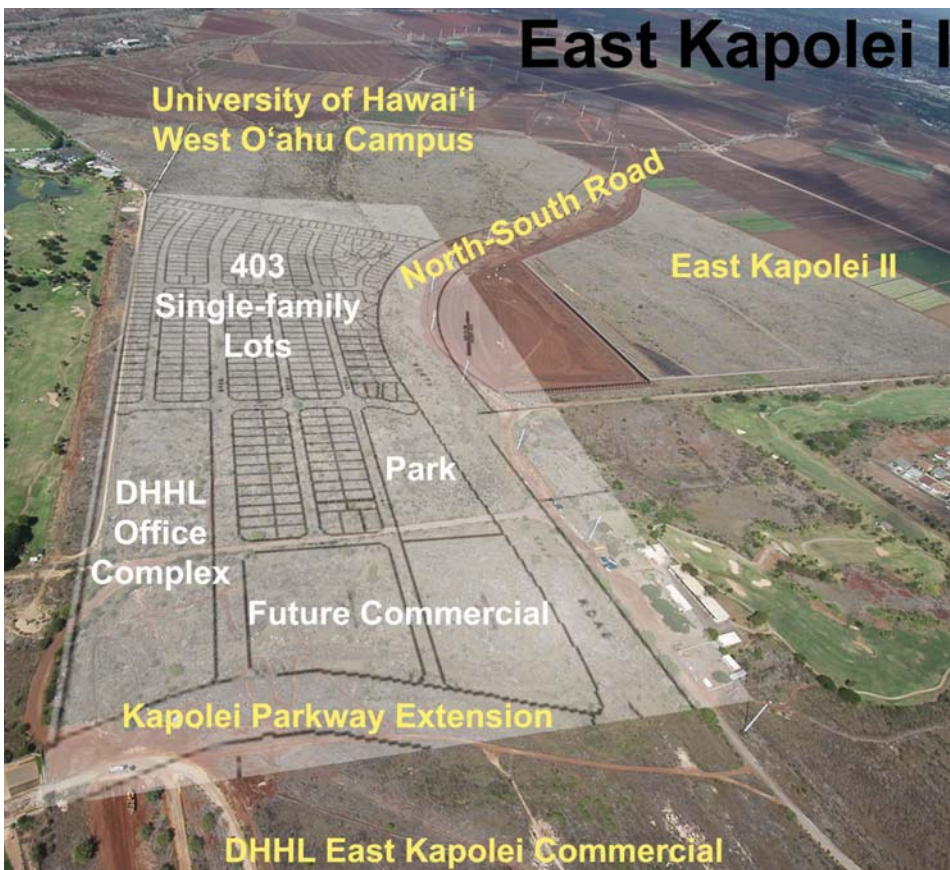 East Kapolei I
University of Hawai‘i
West O‘ahu Campus
North-South Road
East Kapolei II
403
Single-family
Lots
Park
DHHL
Office
Complex
Future Commercial
ROAD
Kapolei Parkway Extension
DHHL East Kapolei Commercial